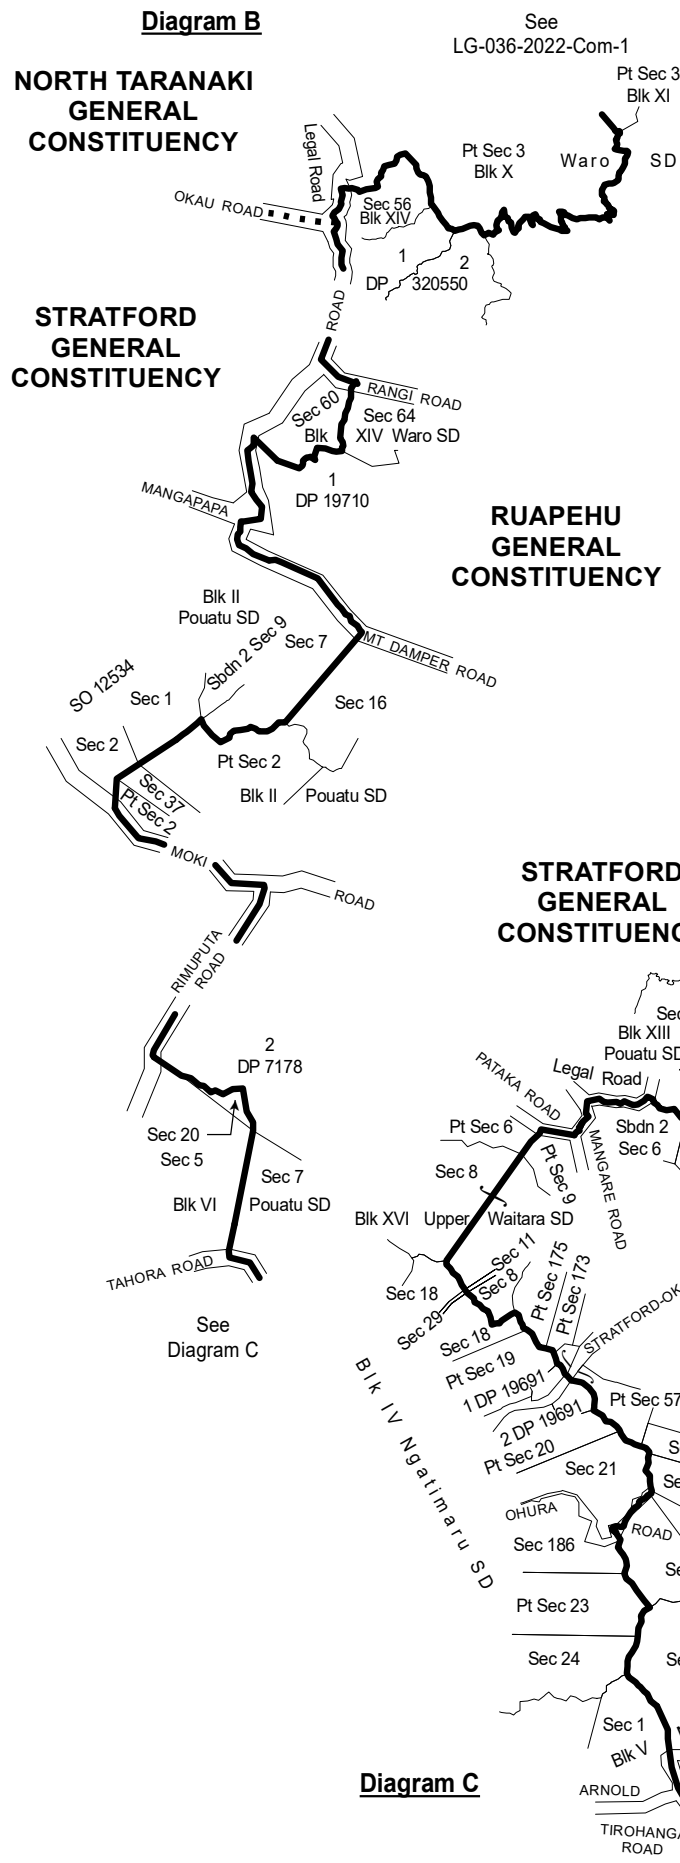 Diagram B
See
LG-036-2022-Com-1
NORTH TARANAKI
GENERAL
CONSTITUENCY
Pt Sec 3
Blk XI
Legal Road
Pt Sec 3
Blk X
Waro SD
OKAU ROAD
Sec 56
Blk XIV
1
2
DP 320550
ROAD
STRATFORD
GENERAL
CONSTITUENCY
RANGI ROAD
Sec 60
Sec 64
Blk XIV Waro SD
1
DP 19710
MANGAPAPA
RUAPEHU
GENERAL
CONSTITUENCY
Blk II
Pouatu SD
Sbdn 2 Sec 9
Sec 7
MT DAMPER ROAD
SO 12534
Sec 1
Sec 16
Sec 2
Pt Sec 2
Sec 37
Pt Sec 2
Blk II Pouatu SD
MOKI
ROAD
STRATFORD
GENERAL
RIMUPUTA
ROAD
2
DP 7178
Sec 20
Sec 5
Sec 7
Blk VI Pouatu SD
TAHORA ROAD
See
Diagram C
Blk XIII
Pouatu SD
PATAKA ROAD
Legal Road
Pt Sec 6
Sbdn 2
Sec 6
MANGARE ROAD
Pt Sec 9
Sec 8
Blk XVI Upper Waitara SD
Sec 11
Sec 8
Pt Sec 175
Pt Sec 173
Sec 18
Sec 29
STRATFORD-OK
Sec 18
Pt Sec 19
1 DP 19691
2 DP 19691
Pt Sec 57
Pt Sec 20
Blk IV Ngatimaru SD
Sec 21
OHURA
ROAD
Sec 186
Pt Sec 23
Sec 24
Sec 1
Blk V
Diagram C
ARNOLD
TIROHANGA
ROAD